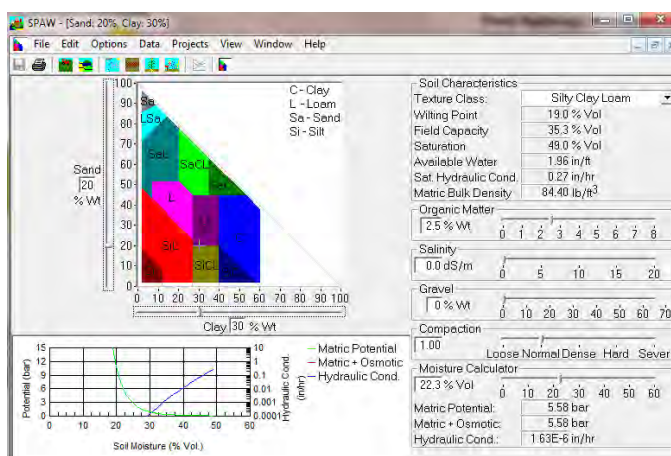 SPAW - [Sand: 20% Clay: 30%]
File Edit Options Data Projects View Window Help
100
90
80
70
60
50
40
30
20
10
0
Sand
20
% Wt
C - Clay
L - Loam
Sa - Sand
Si - Silt
Sa
LSa
SaL
SaCL
SaC
L
SiL
SiCL
0 10 20 30 40 50 60 70 80 90 100
Clay 30 % Wt
Soil Characteristics
Texture Class: Silty Clay Loam
Wilting Point 19.0 % Vol
Field Capacity 35.3 % Vol
Saturation 49.0 % Vol
Available Water 1.96 in/ft
Sat. Hydraulic Cond. 0.27 in/hr
Matric Bulk Density 84.40 lb/ft3
Organic Matter
2.5 % Wt
0 1 2 3 4 5 6 7 8
Salinity
0.0 dS/m
0 5 10 15 20
Gravel
0 % Wt
0 10 20 30 40 50 60 70
Compaction
1.00
Loose Normal Dense Hard Sever
Moisture Calculator
22.3 % Vol
0 10 20 30 40 50 60
Matric Potential: 5.58 bar
Matric + Osmotic: 5.58 bar
Hydraulic Cond.: 1.63E-6 in/hr
Potential (bar)
15
12
9
6
3
0
10
1
0.1
0.01
0.001
0.0001
Hydraulic Cond.
(in/hr)
0 10 20 30 40 50 60
Soil Moisture (% Vol.)
Matric Potential
Matric + Osmotic
Hydraulic Cond.